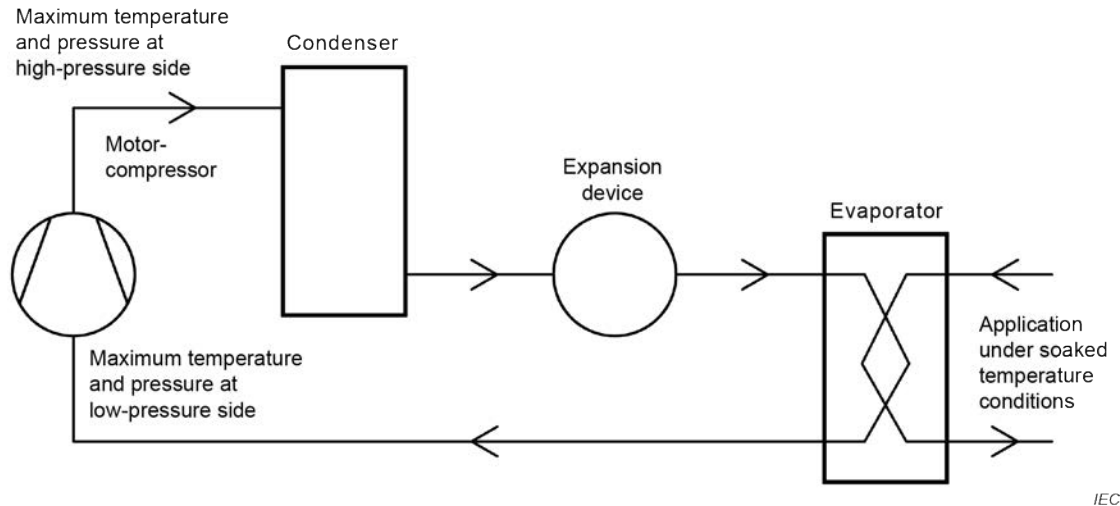 Maximum temperature
and pressure at
high-pressure side
Condenser
Motor-
compressor
Expansion
device
Evaporator
Maximum temperature
and pressure at
low-pressure side
Application
under soaked
temperature
conditions
IEC